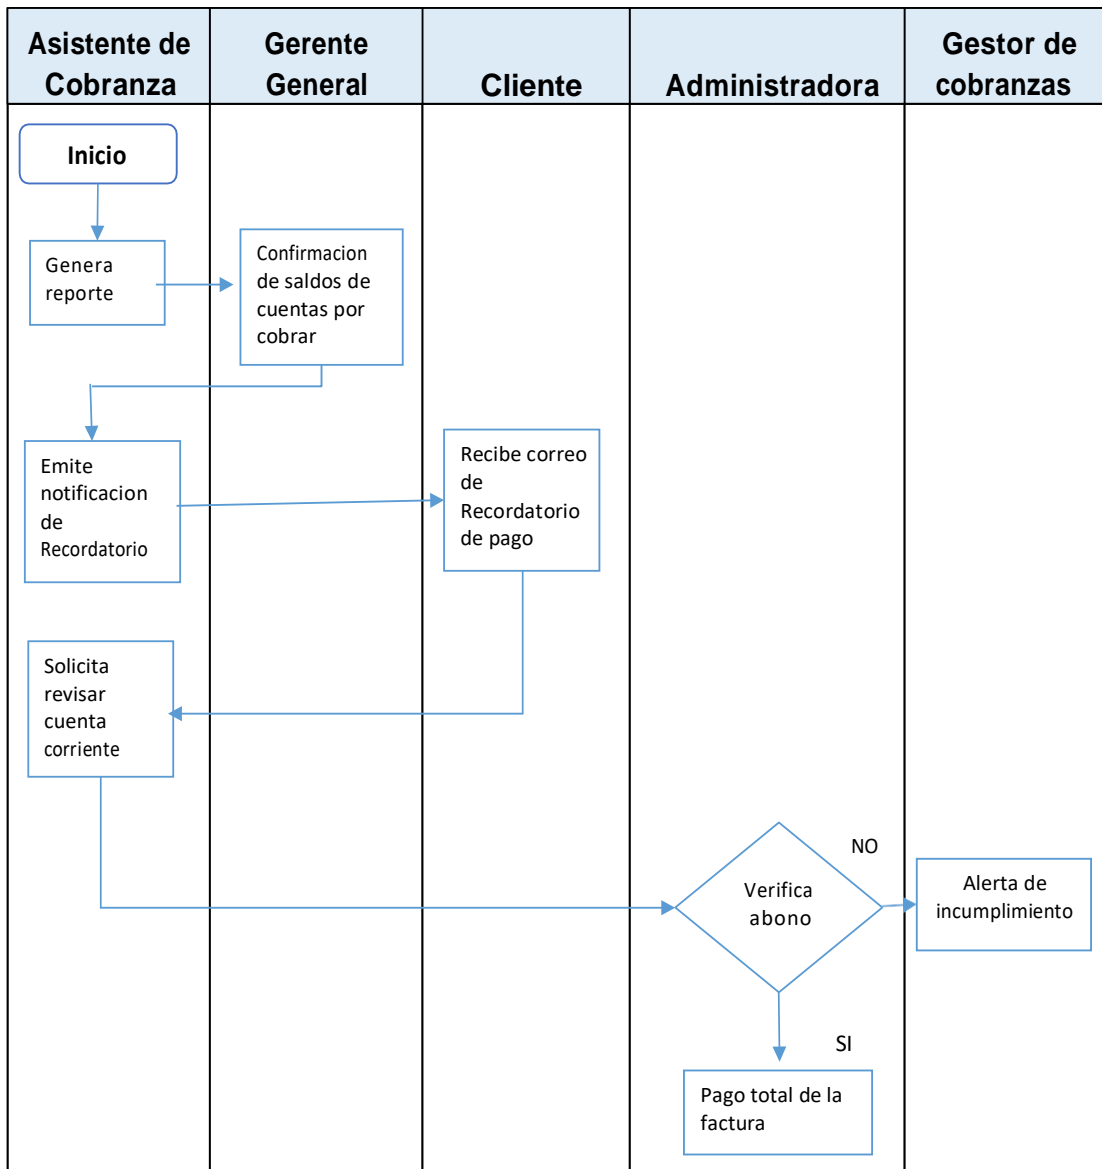 Asistente de
Cobranza
Gerente
General
Cliente
Administradora
Gestor de
cobranzas
Inicio
Genera
reporte
Confirmacion
de saldos de
cuentas por
cobrar
Emite
notificacion
de
Recordatorio
Recibe correo
de
Recordatorio
de pago
Solicita
revisar
cuenta
corriente
Verifica
abono
NO
Alerta de
incumplimiento
SI
Pago total de la
factura